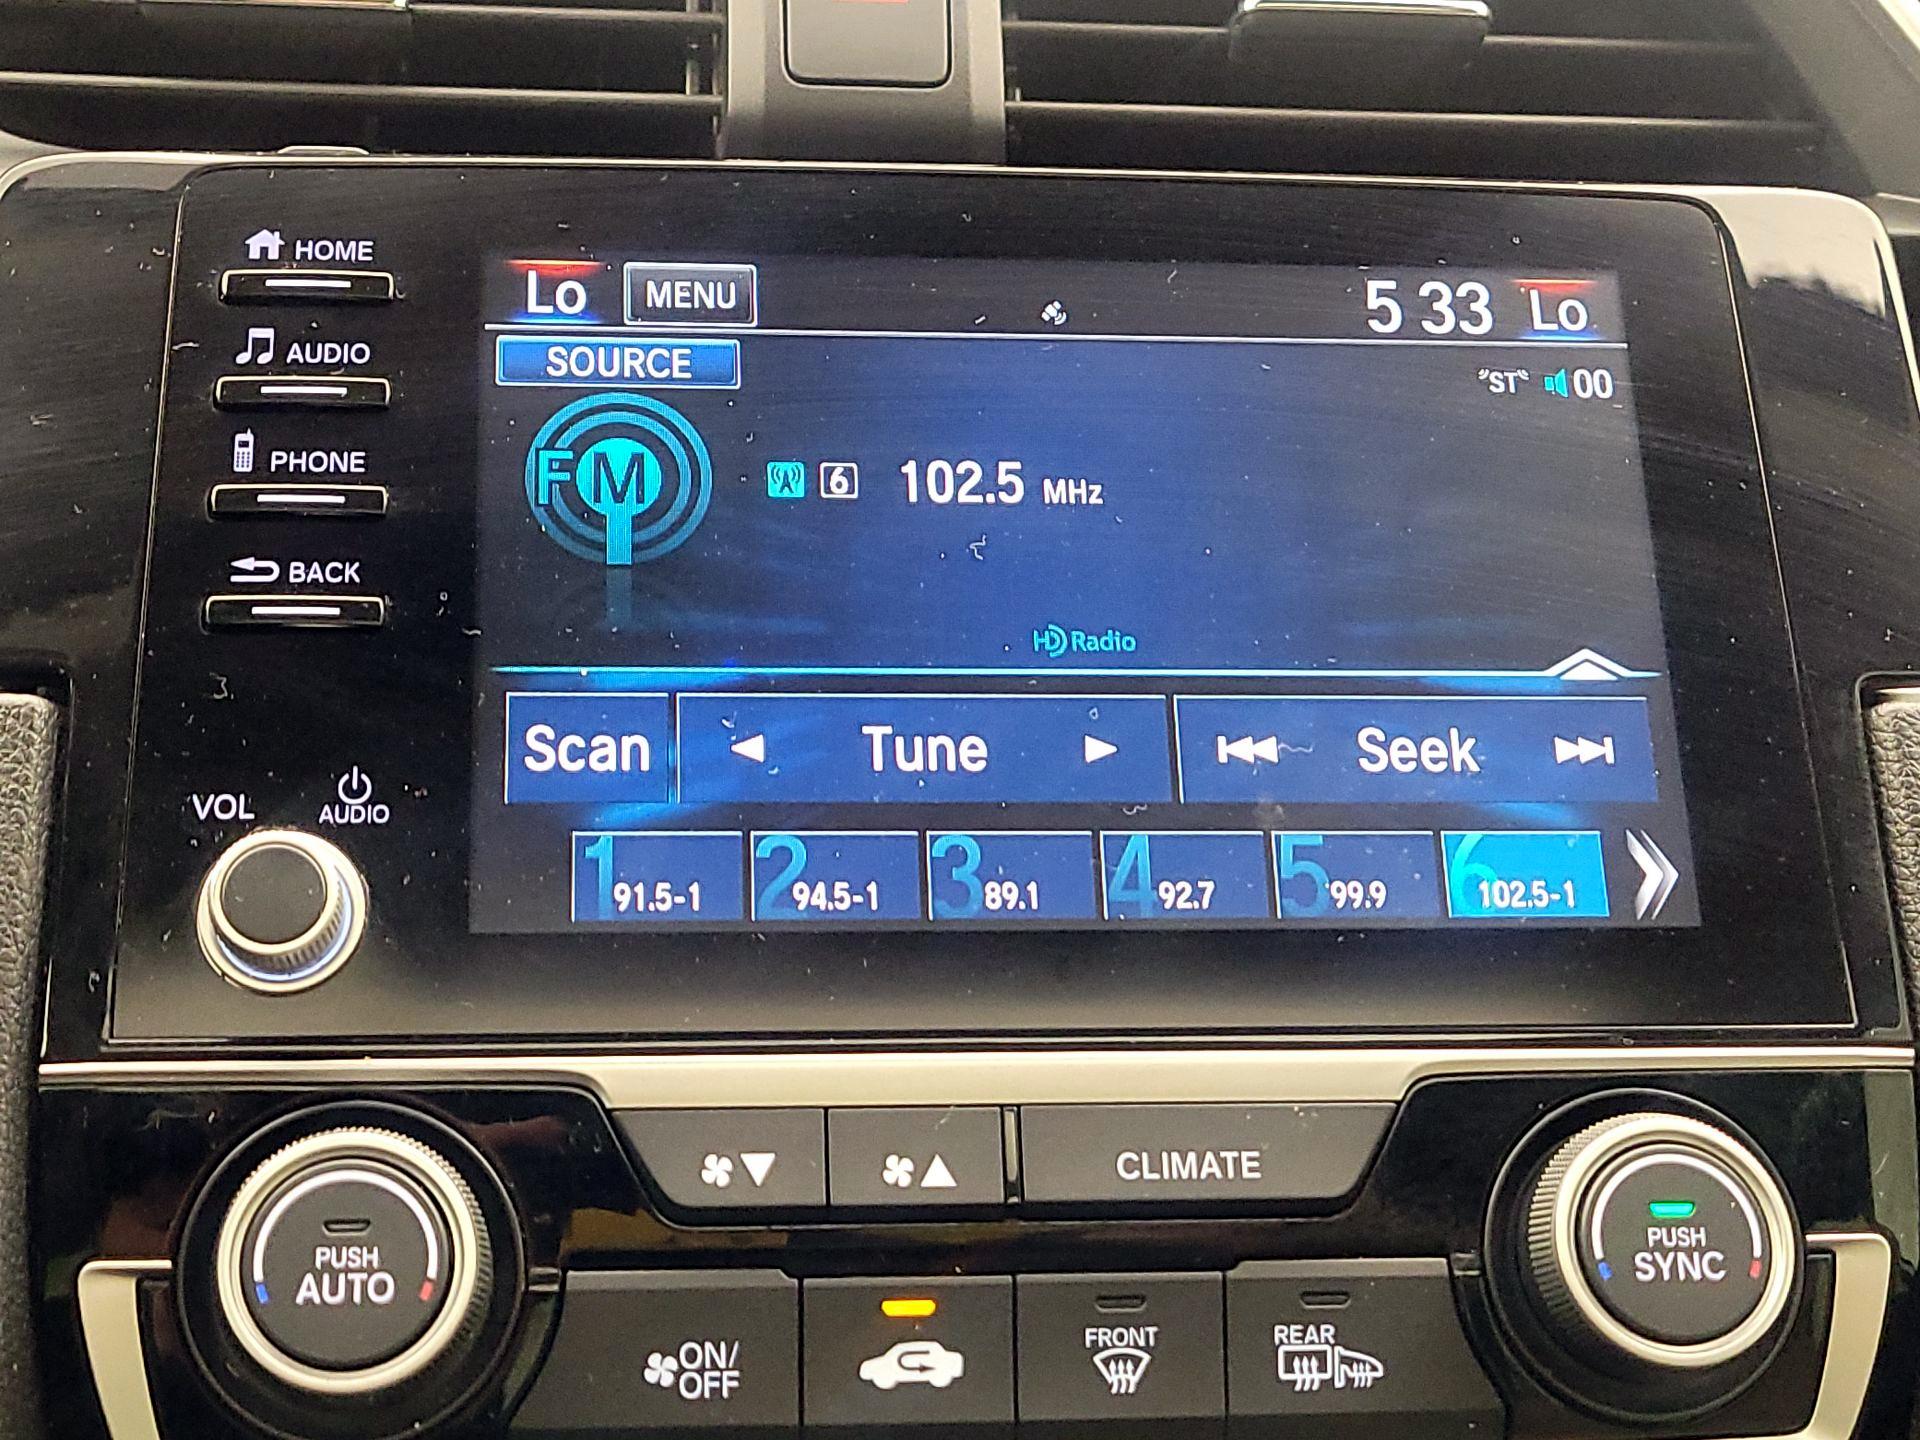 HOME
AUDIO
PHONE
BACK
VOL
AUDIO
Lo MENU 5 33 Lo
SOURCE
"ST" 00
FM 6 102.5 MHz
HD Radio
Scan Tune Seek
1 91.5-1 2 94.5-1 3 89.1 4 92.7 5 99.9 6 102.5-1
CLIMATE
PUSH
AUTO
PUSH
SYNC
ON/
OFF
FRONT
REAR